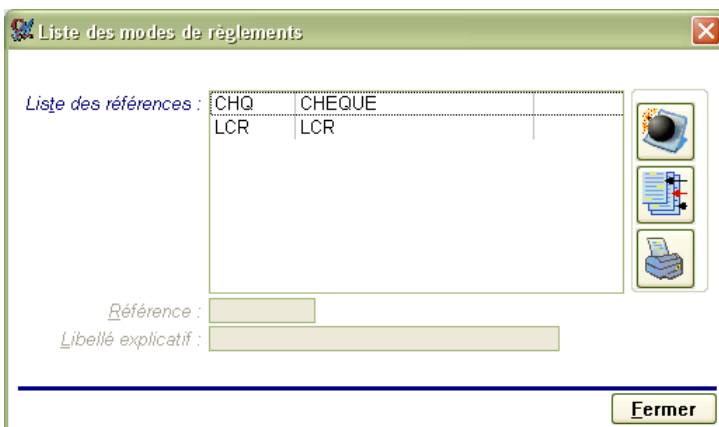 Liste des modes de règlements
Liste des références : CHQ CHEQUE
LCR LCR
Référence :
Libellé explicatif :
Fermer